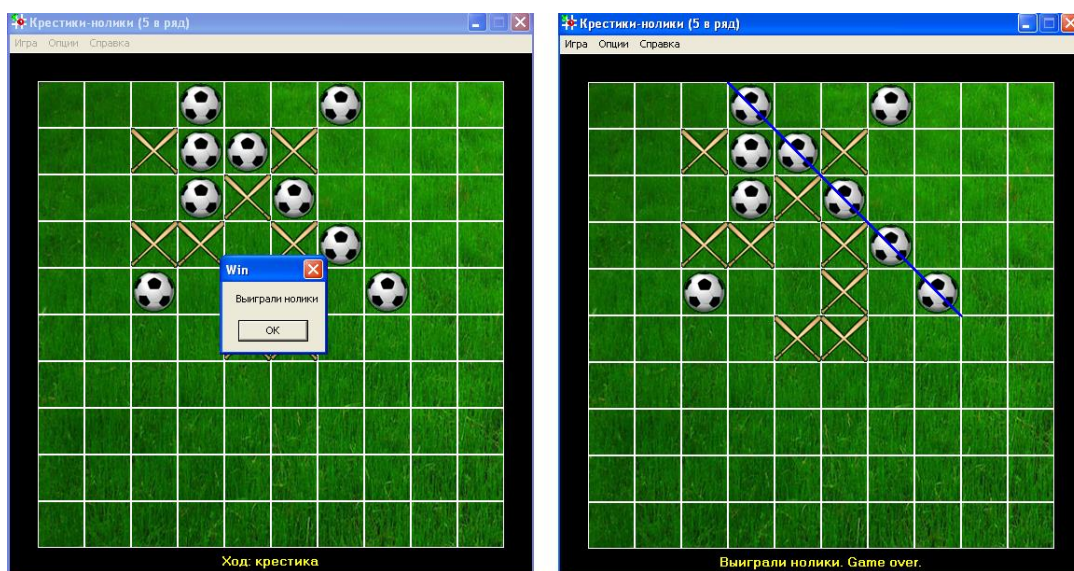 Крестики-нолики (5 в ряд)
Игра Опции Справка
Win
Выиграли нолики
OK
Ход: крестика
Крестики-нолики (5 в ряд)
Игра Опции Справка
Выиграли нолики. Game over.